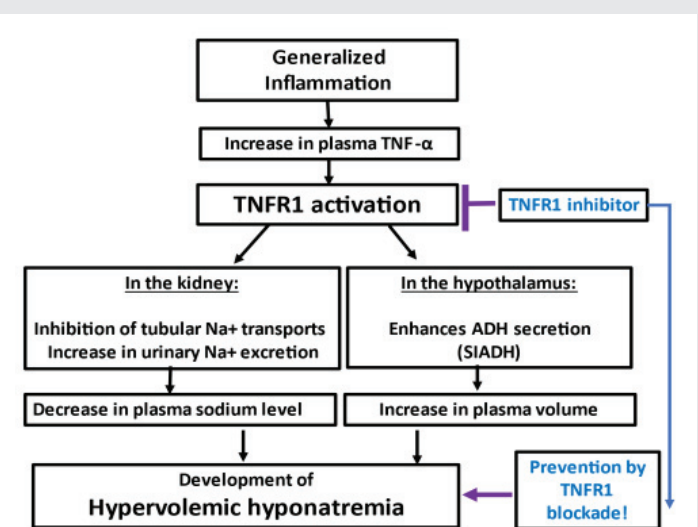 Generalized
Inflammation
Increase in plasma TNF-α
TNFR1 activation
TNFR1 inhibitor
In the kidney:
Inhibition of tubular Na+ transports
Increase in urinary Na+ excretion
In the hypothalamus:
Enhances ADH secretion
(SIADH)
Decrease in plasma sodium level
Increase in plasma volume
Development of
Hypervolemic hyponatremia
Prevention by
TNFR1
blockade!